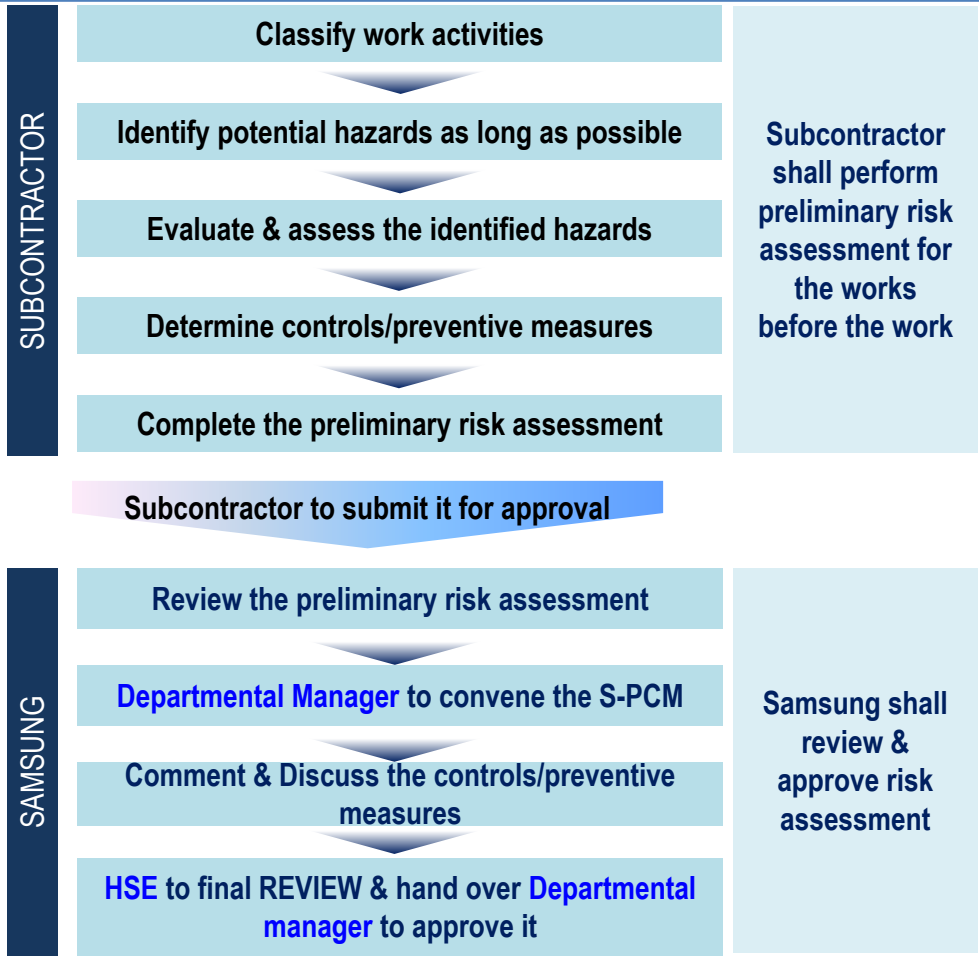 SUBCONTRACTOR
Classify work activities
Identify potential hazards as long as possible
Evaluate & assess the identified hazards
Determine controls/preventive measures
Complete the preliminary risk assessment
Subcontractor
shall perform
preliminary risk
assessment for
the works
before the work
Subcontractor to submit it for approval
SAMSUNG
Review the preliminary risk assessment
Departmental Manager to convene the S-PCM
Comment & Discuss the controls/preventive
measures
HSE to final REVIEW & hand over Departmental
manager to approve it
Samsung shall
review &
approve risk
assessment